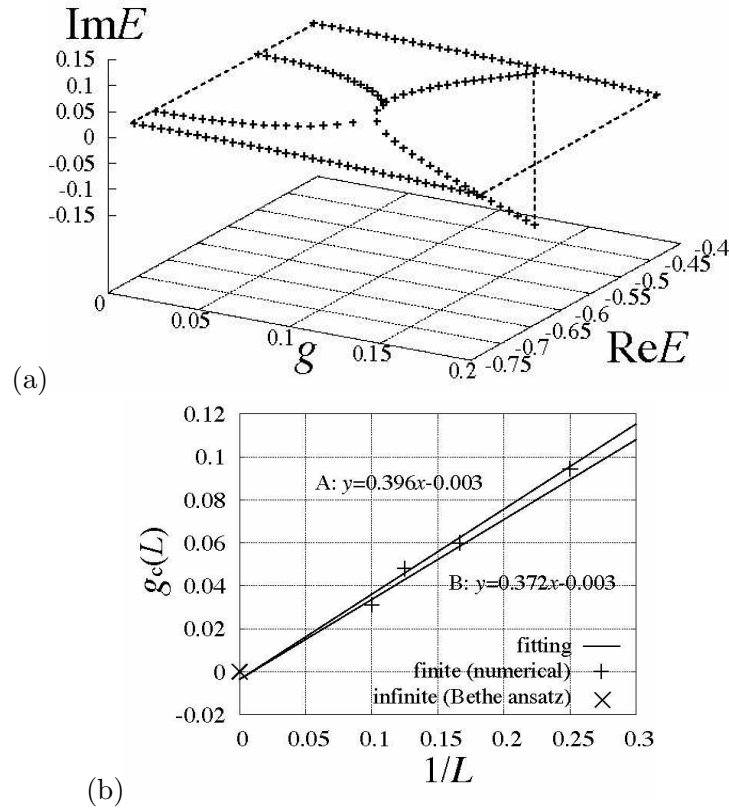 ImE
0.15
0.1
0.05
0
-0.05
-0.1
-0.15
0
0.05
0.1
0.15
0.2
g
-0.75
-0.7
-0.65
-0.6
-0.55
-0.5
-0.45
-0.4
ReE
(a)
0.12
0.1
0.08
0.06
0.04
0.02
0
-0.02
gc(L)
A: y=0.396x-0.003
B: y=0.372x-0.003
fitting
finite (numerical)
infinite (Bethe ansatz)
0 0.05 0.1 0.15 0.2 0.25 0.3
1/L
(b)